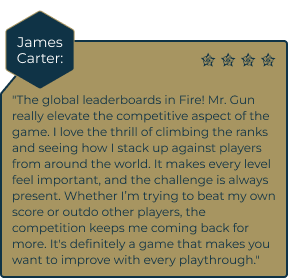 James
Carter:
"The global leaderboards in Fire! Mr. Gun
really elevate the competitive aspect of the
game. I love the thrill of climbing the ranks
and seeing how I stack up against players
from around the world. It makes every level
feel important, and the challenge is always
present. Whether I'm trying to beat my own
score or outdo other players, the
competition keeps me coming back for
more. It's definitely a game that makes you
want to improve with every playthrough."